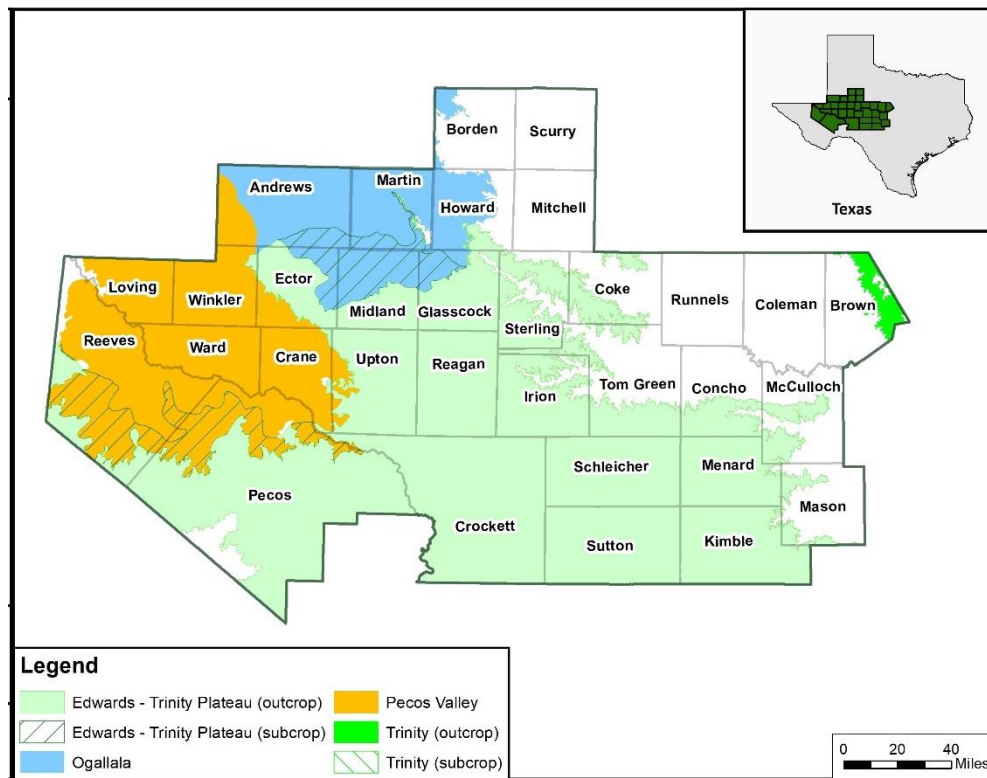 Texas
Borden
Scurry
Andrews
Martin
Howard
Mitchell
Loving
Winkler
Ector
Midland
Glasscock
Sterling
Coke
Runnels
Coleman
Brown
Reeves
Ward
Crane
Upton
Reagan
Irion
Tom Green
Concho
McCulloch
Pecos
Crockett
Schleicher
Menard
Mason
Sutton
Kimble
Legend
Edwards - Trinity Plateau (outcrop)
Edwards - Trinity Plateau (subcrop)
Ogallala
Pecos Valley
Trinity (outcrop)
Trinity (subcrop)
0 20 40
Miles